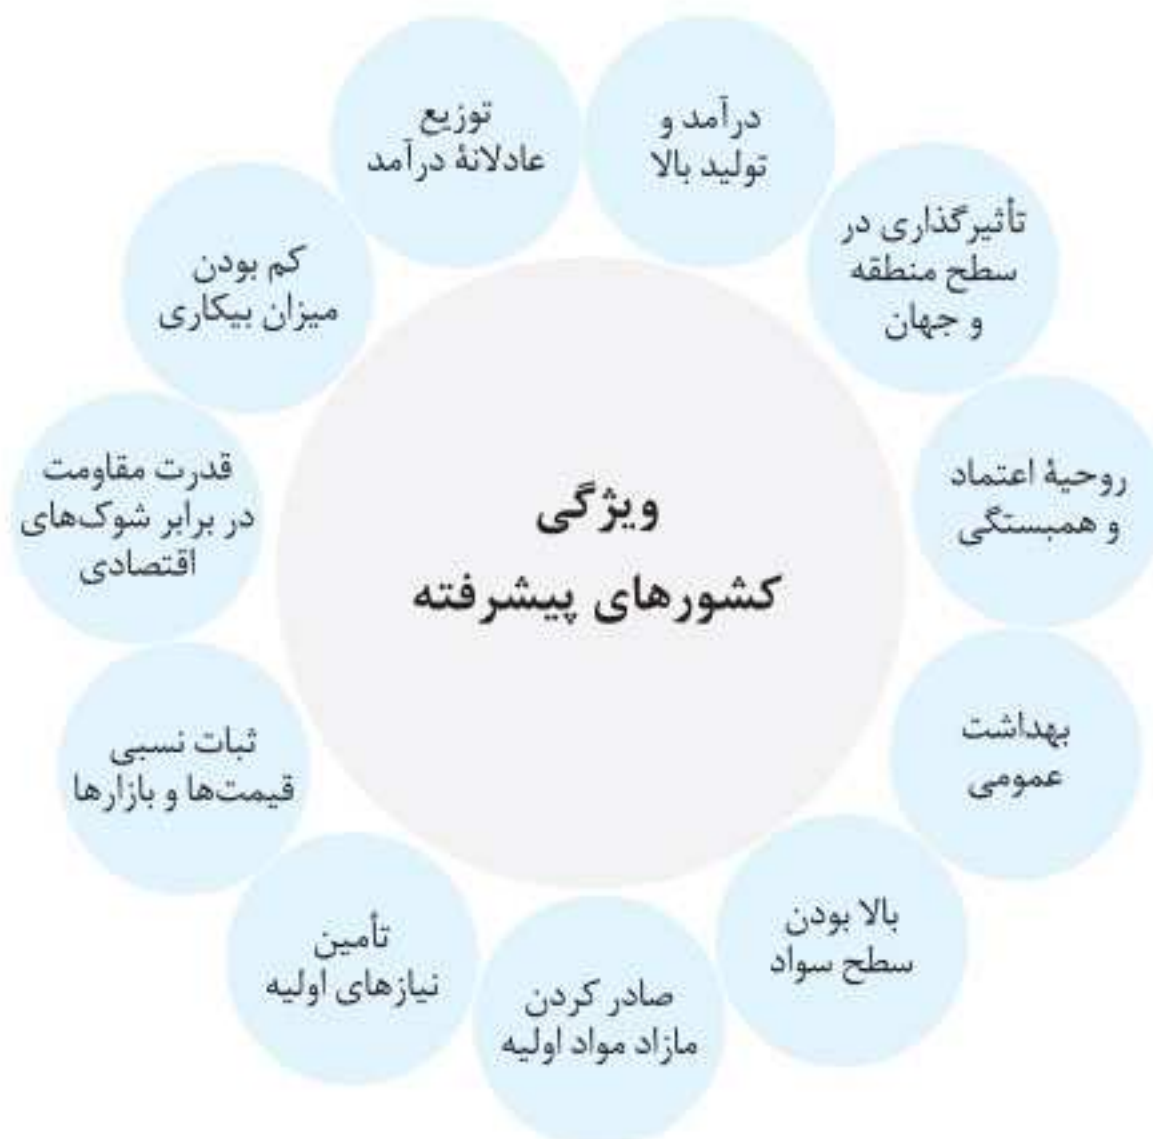 ویژگی
کشورهای پیشرفته
درآمد و
تولید بالا
تأثیرگذاری در
سطح منطقه
و جهان
روحیهٔ اعتماد
و همبستگی
بهداشت
عمومی
بالا بودن
سطح سواد
صادر کردن
مازاد مواد اولیه
تأمین
نیازهای اولیه
ثبات نسبی
قیمت‌ها و بازارها
قدرت مقاومت
در برابر شوک‌های
اقتصادی
کم بودن
میزان بیکاری
توزیع
عادلانهٔ درآمد